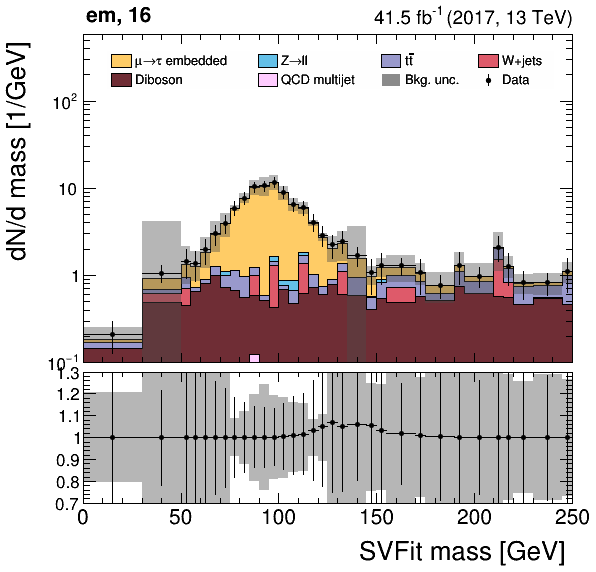 em, 16
41.5 fb⁻¹ (2017, 13 TeV)
dN/d mass [1/GeV]
μ→τ embedded
Z→ll
tt̄
W+jets
Diboson
QCD multijet
Bkg. unc.
Data
10²
10
1
10⁻¹
1.3
1.2
1.1
1
0.9
0.8
0.7
0 50 100 150 200 250
SVFit mass [GeV]